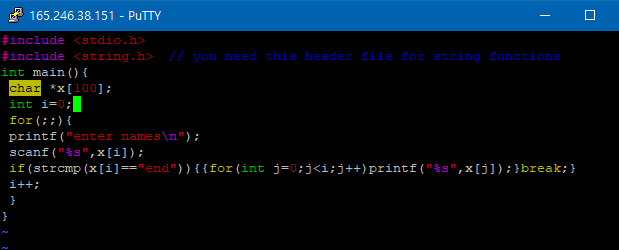 165.246.38.151 - PuTTY
#include <stdio.h>
#include <string.h>  // you need this header file for string functions
int main(){
 char *x[100];
 int i=0;
 for(;;){
 printf("enter names\n");
 scanf("%s",x[i]);
 if(strcmp(x[i]=="end")){{for(int j=0;j<i;j++)printf("%s",x[j]);}break;}
 i++;
 }
}
~
~